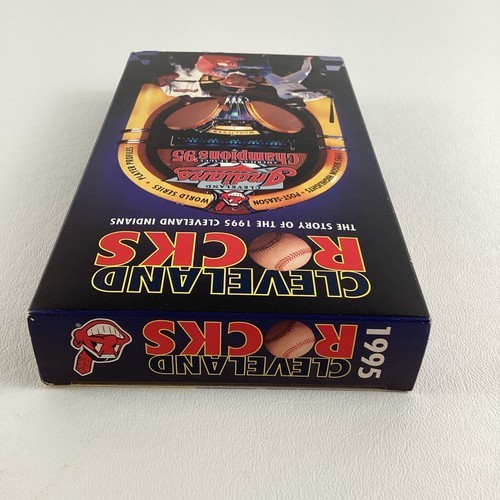 CLEVELAND
ROCKS
THE STORY OF THE 1995 CLEVELAND INDIANS
WORLD SERIES • PLAYER PROFILES
POST-SEASON
CLEVELAND
Indians
Champions '95
1995
CLEVELAND
ROCKS